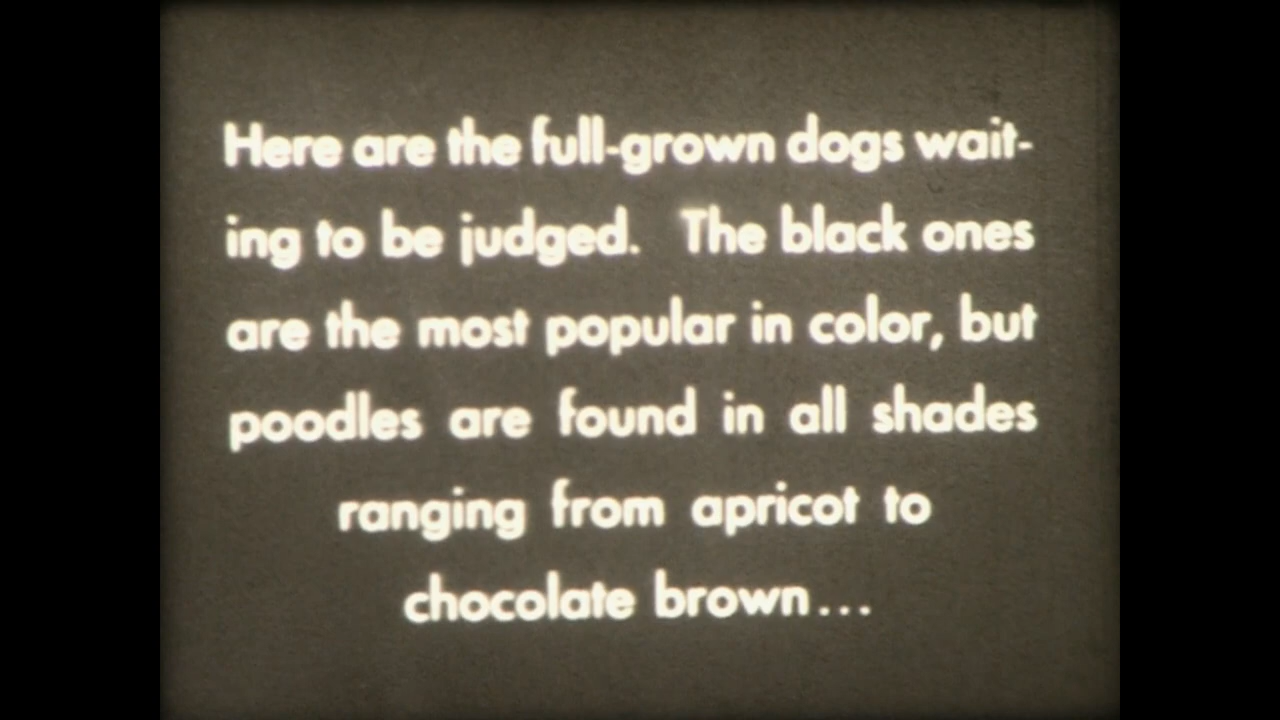 Here are the full-grown dogs wait-
ing to be judged. The black ones
are the most popular in color, but
poodles are found in all shades
ranging from apricot to
chocolate brown...